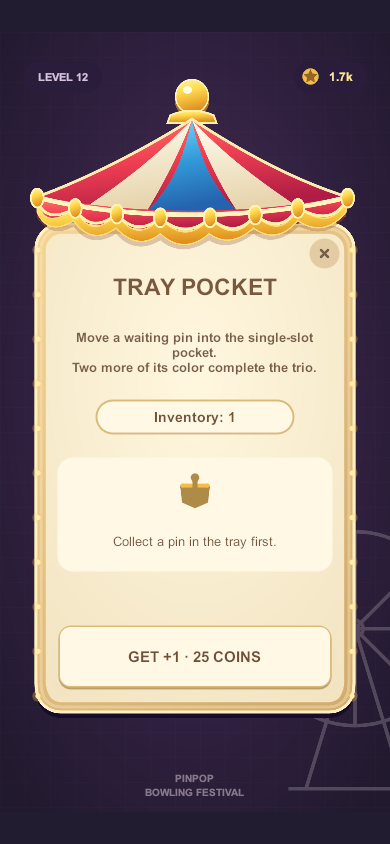 LEVEL 12
1.7k
TRAY POCKET
Move a waiting pin into the single-slot
pocket.
Two more of its color complete the trio.
Inventory: 1
Collect a pin in the tray first.
GET +1 · 25 COINS
PINPOP
BOWLING FESTIVAL